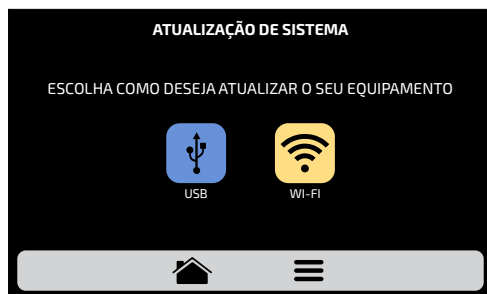 ATUALIZAÇÃO DE SISTEMA
ESCOLHA COMO DESEJA ATUALIZAR O SEU EQUIPAMENTO
USB
WI-FI